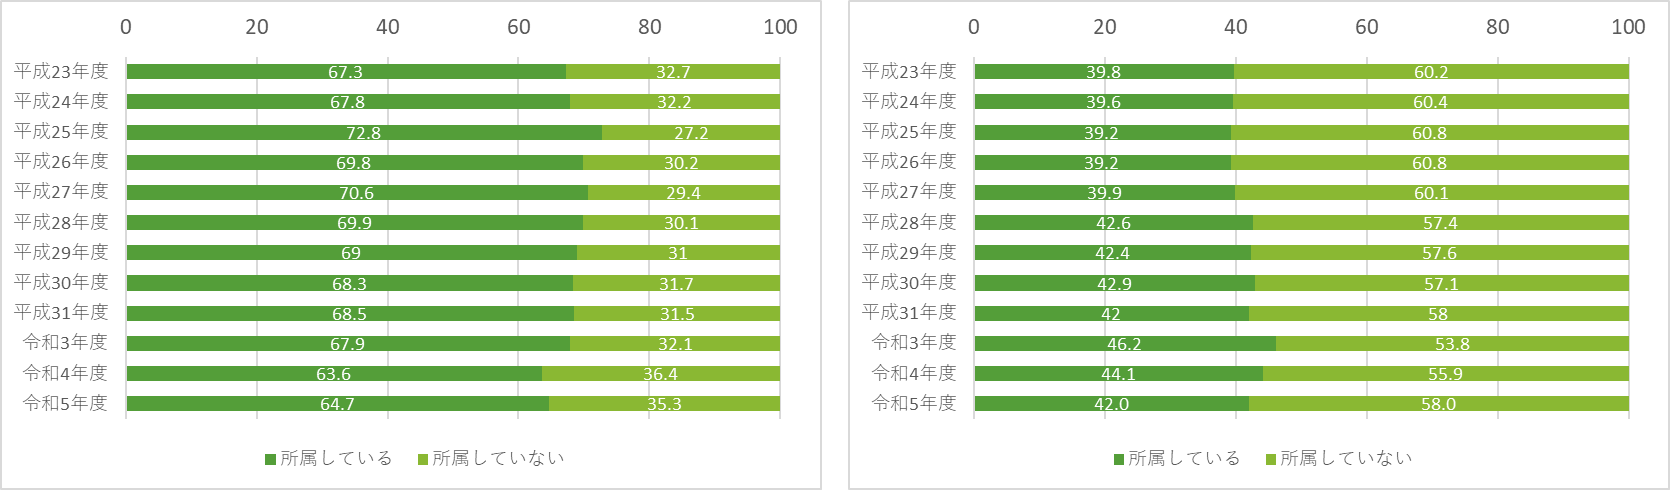 0 20 40 60 80 100
平成23年度 67.3 32.7
平成24年度 67.8 32.2
平成25年度 72.8 27.2
平成26年度 69.8 30.2
平成27年度 70.6 29.4
平成28年度 69.9 30.1
平成29年度 69 31
平成30年度 68.3 31.7
平成31年度 68.5 31.5
令和3年度 67.9 32.1
令和4年度 63.6 36.4
令和5年度 64.7 35.3
所属している 所属していない
0 20 40 60 80 100
平成23年度 39.8 60.2
平成24年度 39.6 60.4
平成25年度 39.2 60.8
平成26年度 39.2 60.8
平成27年度 39.9 60.1
平成28年度 42.6 57.4
平成29年度 42.4 57.6
平成30年度 42.9 57.1
平成31年度 42 58
令和3年度 46.2 53.8
令和4年度 44.1 55.9
令和5年度 42.0 58.0
所属している 所属していない